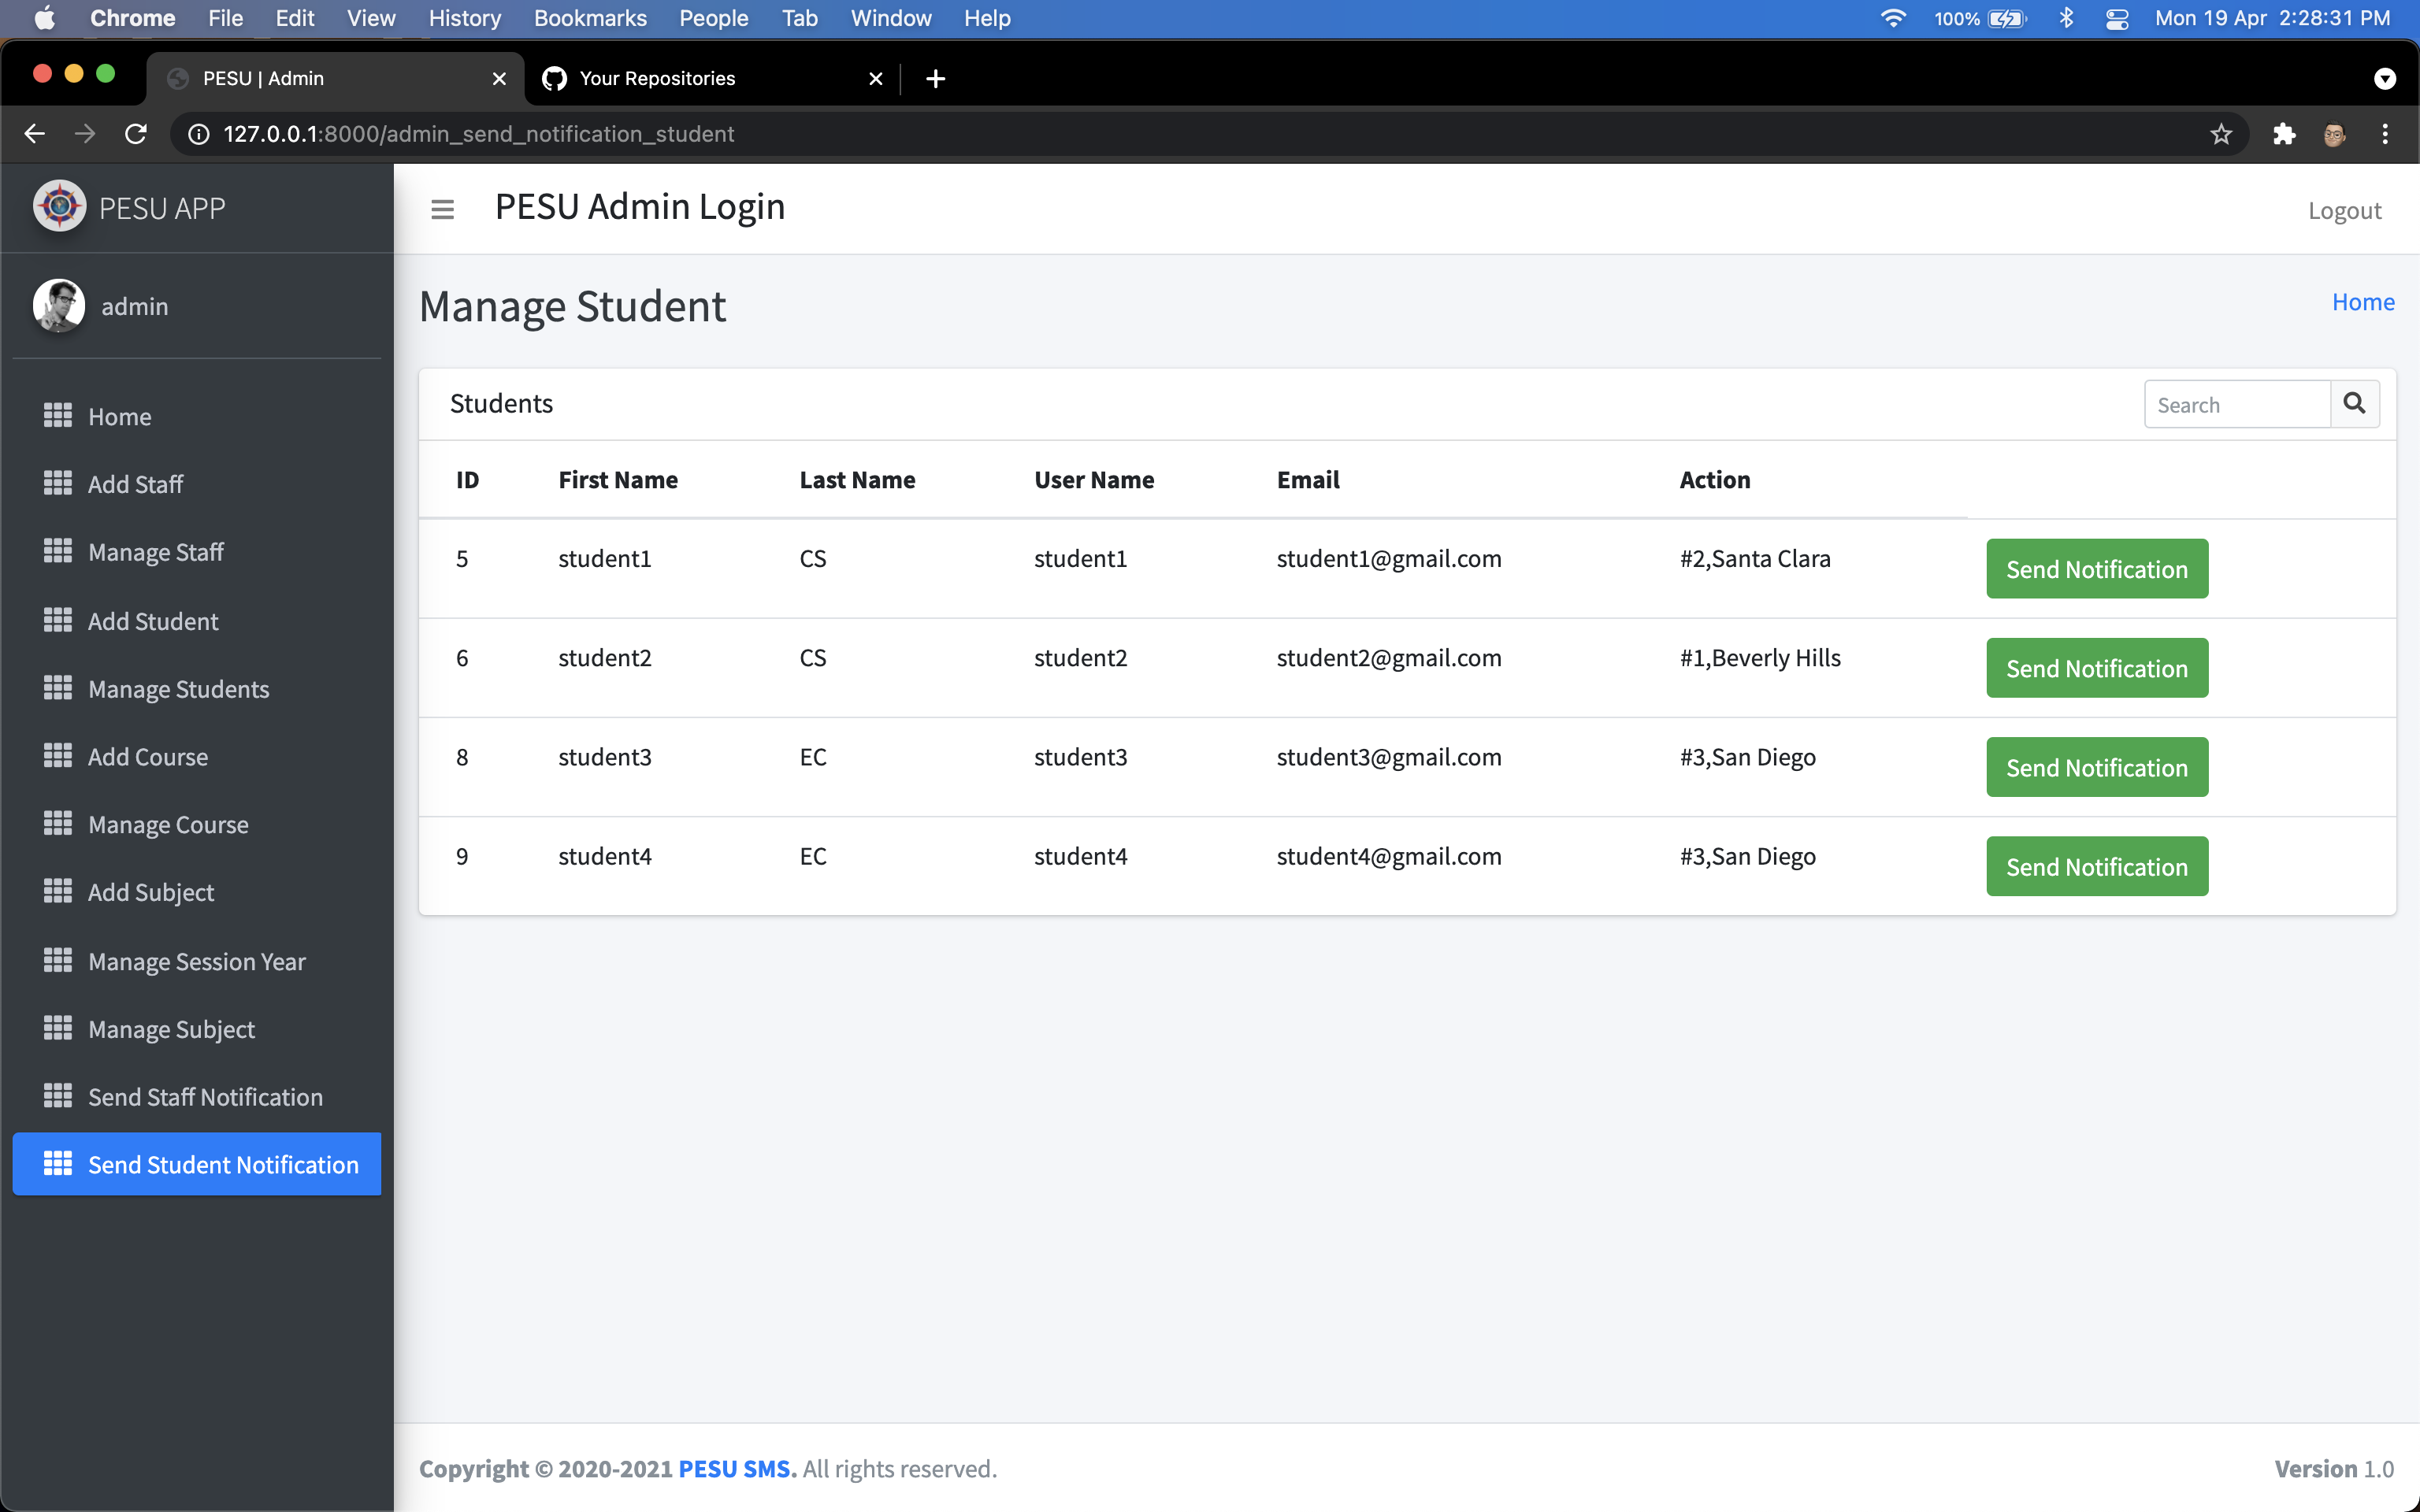 Chrome File Edit View History Bookmarks People Tab Window Help 100% Mon 19 Apr 2:28:31 PM
PESU | Admin Your Repositories
127.0.0.1:8000/admin_send_notification_student
PESU APP
PESU Admin Login
Logout
admin
Home
Add Staff
Manage Staff
Add Student
Manage Students
Add Course
Manage Course
Add Subject
Manage Session Year
Manage Subject
Send Staff Notification
Send Student Notification
Manage Student
Home
Students
Search
ID First Name Last Name User Name Email Action
5 student1 CS student1 student1@gmail.com #2,Santa Clara Send Notification
6 student2 CS student2 student2@gmail.com #1,Beverly Hills Send Notification
8 student3 EC student3 student3@gmail.com #3,San Diego Send Notification
9 student4 EC student4 student4@gmail.com #3,San Diego Send Notification
Copyright © 2020-2021 PESU SMS. All rights reserved.
Version 1.0